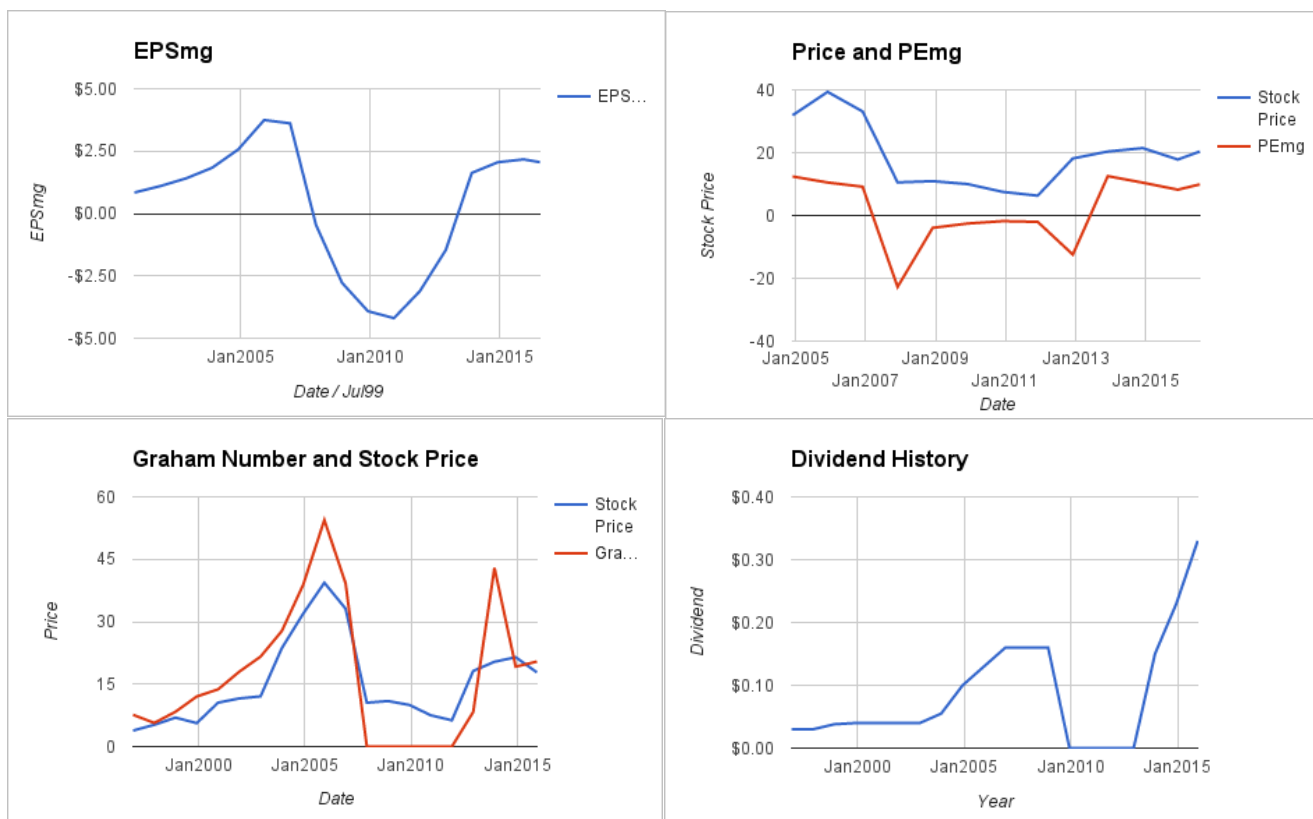 EPSmg
$5.00
$2.50
$0.00
-$2.50
-$5.00
EPSmg
Jan2005
Jan2010
Jan2015
Date / Jul99
EPS...
Price and PEmg
40
20
0
-20
-40
Stock Price
Jan2005
Jan2007
Jan2009
Jan2011
Jan2013
Jan2015
Date
Stock
Price
PEmg
Graham Number and Stock Price
60
45
30
15
0
Price
Jan2000
Jan2005
Jan2010
Jan2015
Date
Stock
Price
Gra...
Dividend History
$0.40
$0.30
$0.20
$0.10
$0.00
Dividend
Jan2000
Jan2005
Jan2010
Jan2015
Year